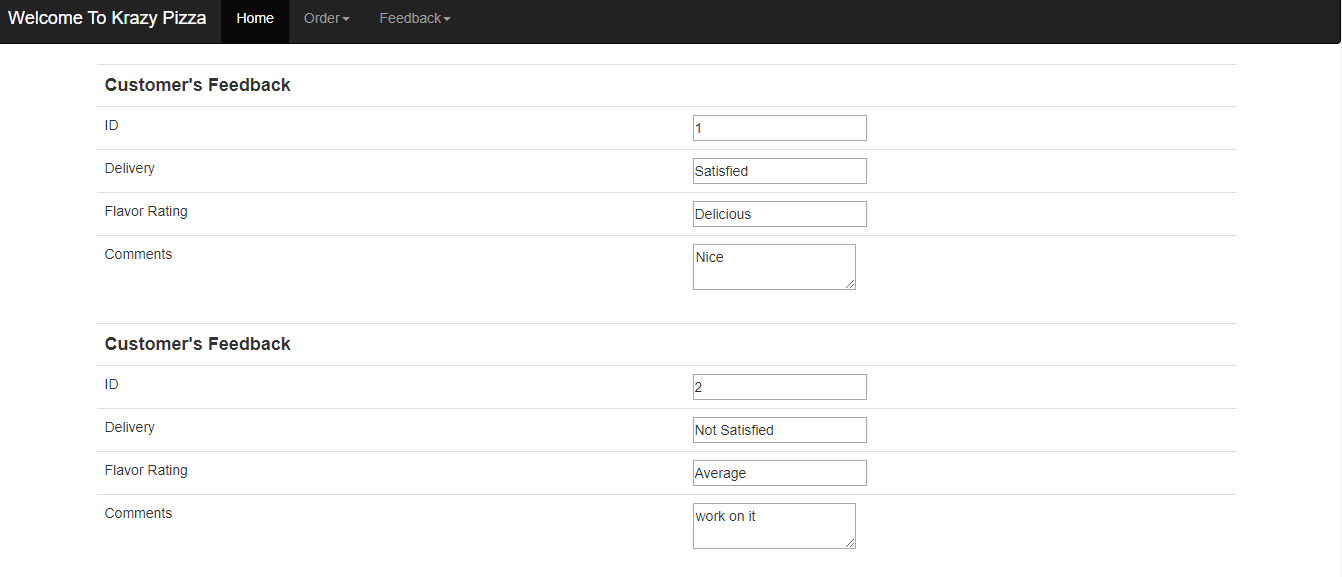 Welcome To Krazy Pizza Home Order Feedback
Customer's Feedback
ID 1
Delivery Satisfied
Flavor Rating Delicious
Comments Nice
Customer's Feedback
ID 2
Delivery Not Satisfied
Flavor Rating Average
Comments work on it